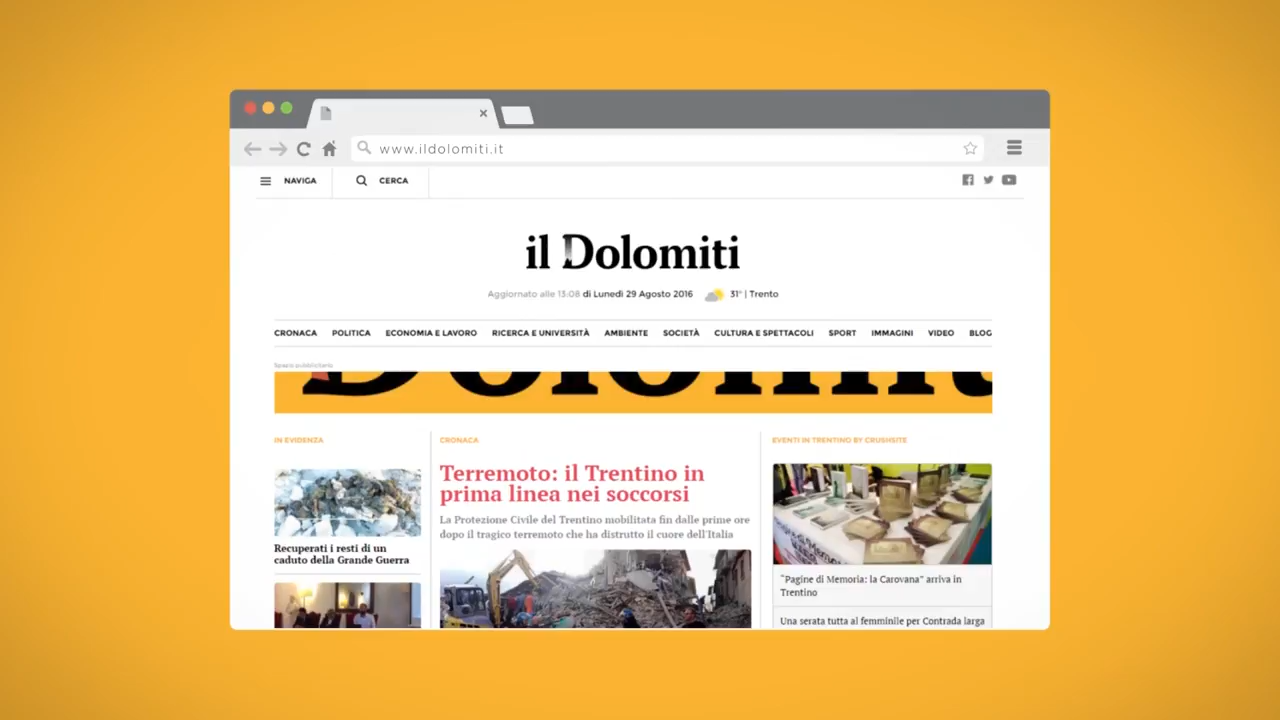 www.ildolomiti.it
NAVIGA
CERCA
il Dolomiti
Aggiornato alle 13:08 di Lunedì 29 Agosto 2016
31° | Trento
CRONACA POLITICA ECONOMIA E LAVORO RICERCA E UNIVERSITÀ AMBIENTE SOCIETÀ CULTURA E SPETTACOLI SPORT IMMAGINI VIDEO BLOG
Spazio pubblicitario
Dolomiti
IN EVIDENZA
Recuperati i resti di un
caduto della Grande Guerra
CRONACA
Terremoto: il Trentino in
prima linea nei soccorsi
La Protezione Civile del Trentino mobilitata fin dalle prime ore
dopo il tragico terremoto che ha distrutto il cuore dell'Italia
EVENTI IN TRENTINO BY CRUSHSITE
"Pagine di Memoria: la Carovana" arriva in
Trentino
Una serata tutta al femminile per Contrada larga